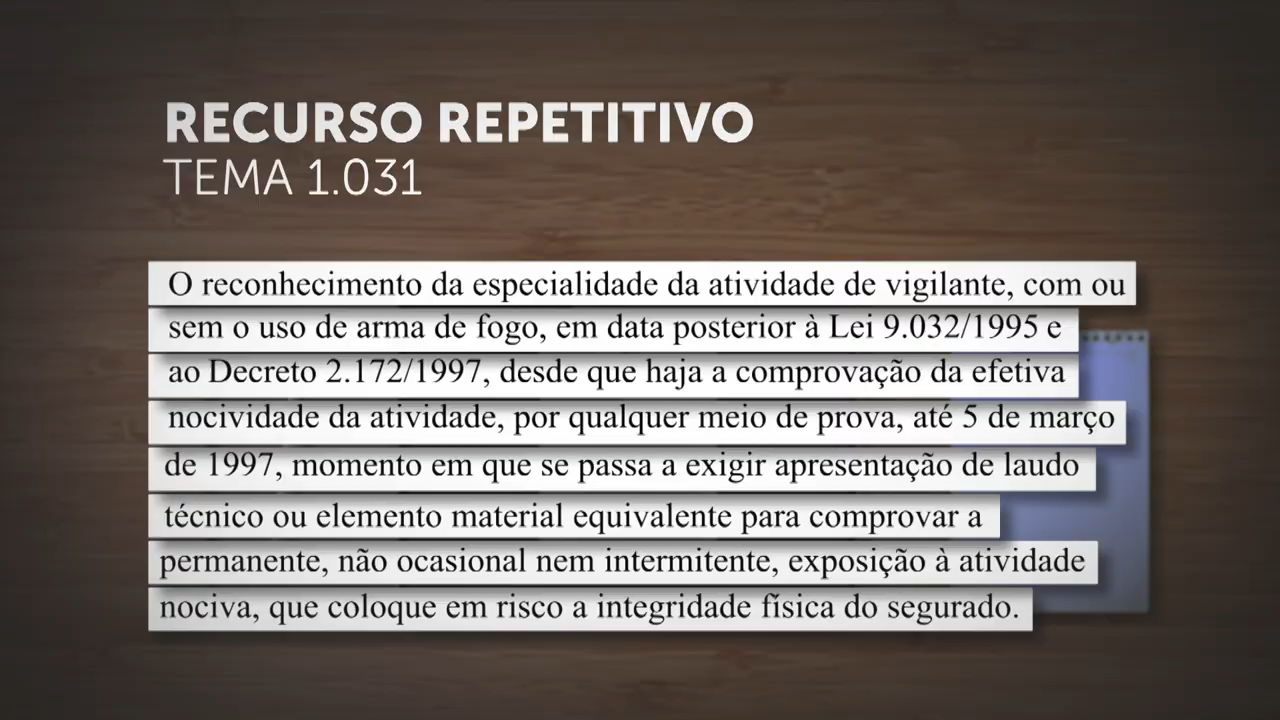 RECURSO REPETITIVO
TEMA 1.031
O reconhecimento da especialidade da atividade de vigilante, com ou
sem o uso de arma de fogo, em data posterior à Lei 9.032/1995 e
ao Decreto 2.172/1997, desde que haja a comprovação da efetiva
nocividade da atividade, por qualquer meio de prova, até 5 de março
de 1997, momento em que se passa a exigir apresentação de laudo
técnico ou elemento material equivalente para comprovar a
permanente, não ocasional nem intermitente, exposição à atividade
nociva, que coloque em risco a integridade física do segurado.